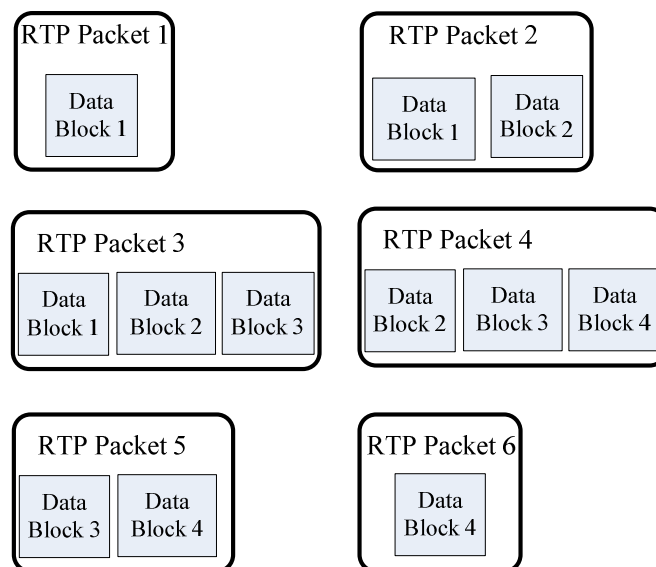 RTP Packet 1
Data
Block 1
RTP Packet 2
Data
Block 1
Data
Block 2
RTP Packet 3
Data
Block 1
Data
Block 2
Data
Block 3
RTP Packet 4
Data
Block 2
Data
Block 3
Data
Block 4
RTP Packet 5
Data
Block 3
Data
Block 4
RTP Packet 6
Data
Block 4